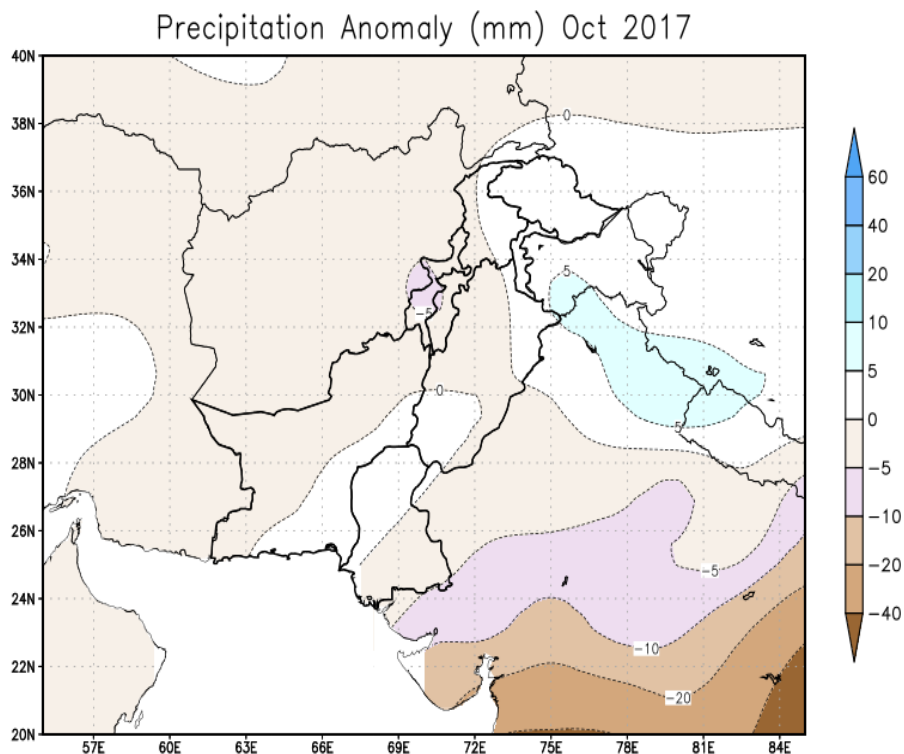 Precipitation Anomaly (mm) Oct 2017
40N
38N
36N
34N
32N
30N
28N
26N
24N
22N
20N
57E 60E 63E 66E 69E 72E 75E 78E 81E 84E
0
5
-5
0
5
-5
-10
-20
60
40
20
10
5
0
-5
-10
-20
-40